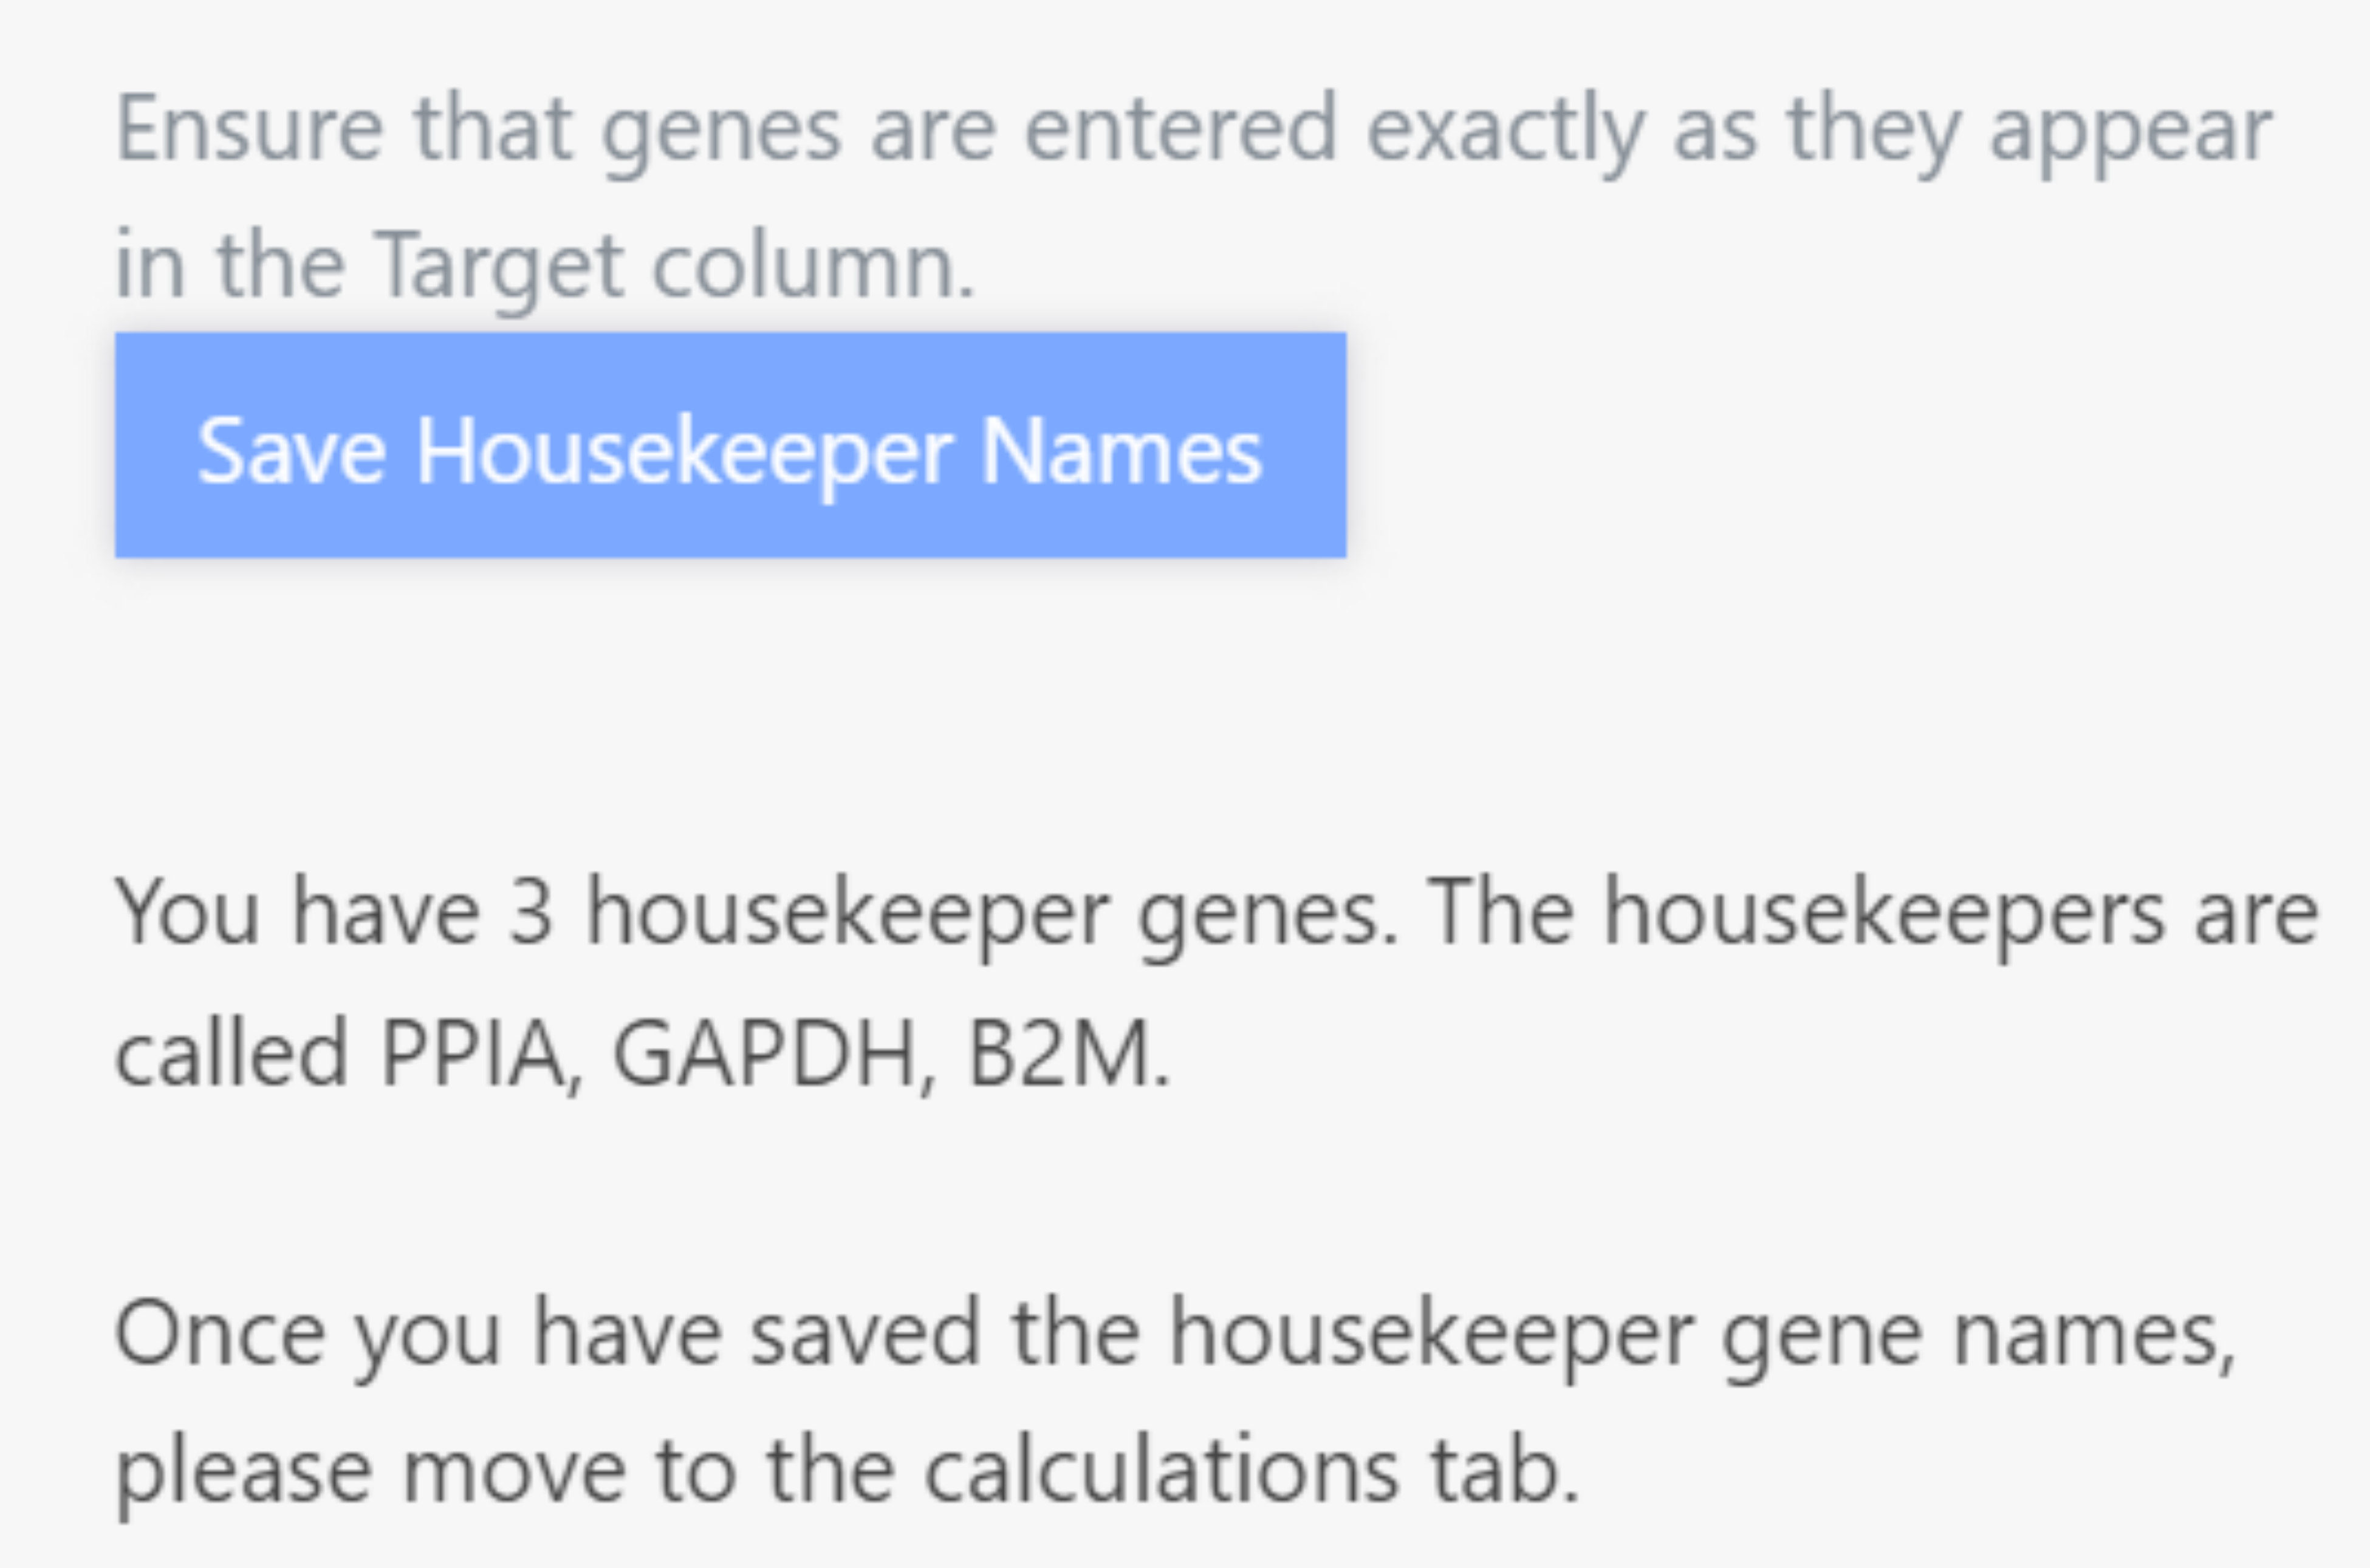 Ensure that genes are entered exactly as they appear
in the Target column.
Save Housekeeper Names
You have 3 housekeeper genes. The housekeepers are
called PPIA, GAPDH, B2M.
Once you have saved the housekeeper gene names,
please move to the calculations tab.